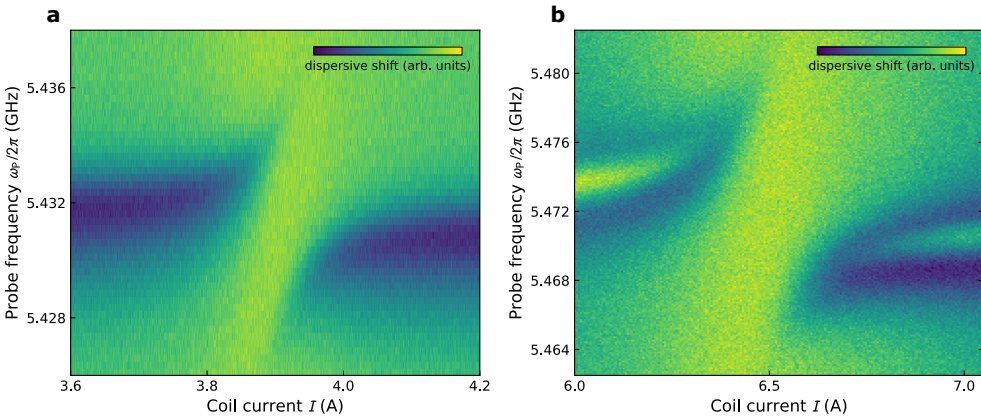 a
dispersive shift (arb. units)
Probe frequency ωₚ/2π (GHz)
5.436
5.432
5.428
3.6
3.8
4.0
4.2
Coil current I (A)
b
dispersive shift (arb. units)
Probe frequency ωₚ/2π (GHz)
5.480
5.476
5.472
5.468
5.464
6.0
6.5
7.0
Coil current I (A)